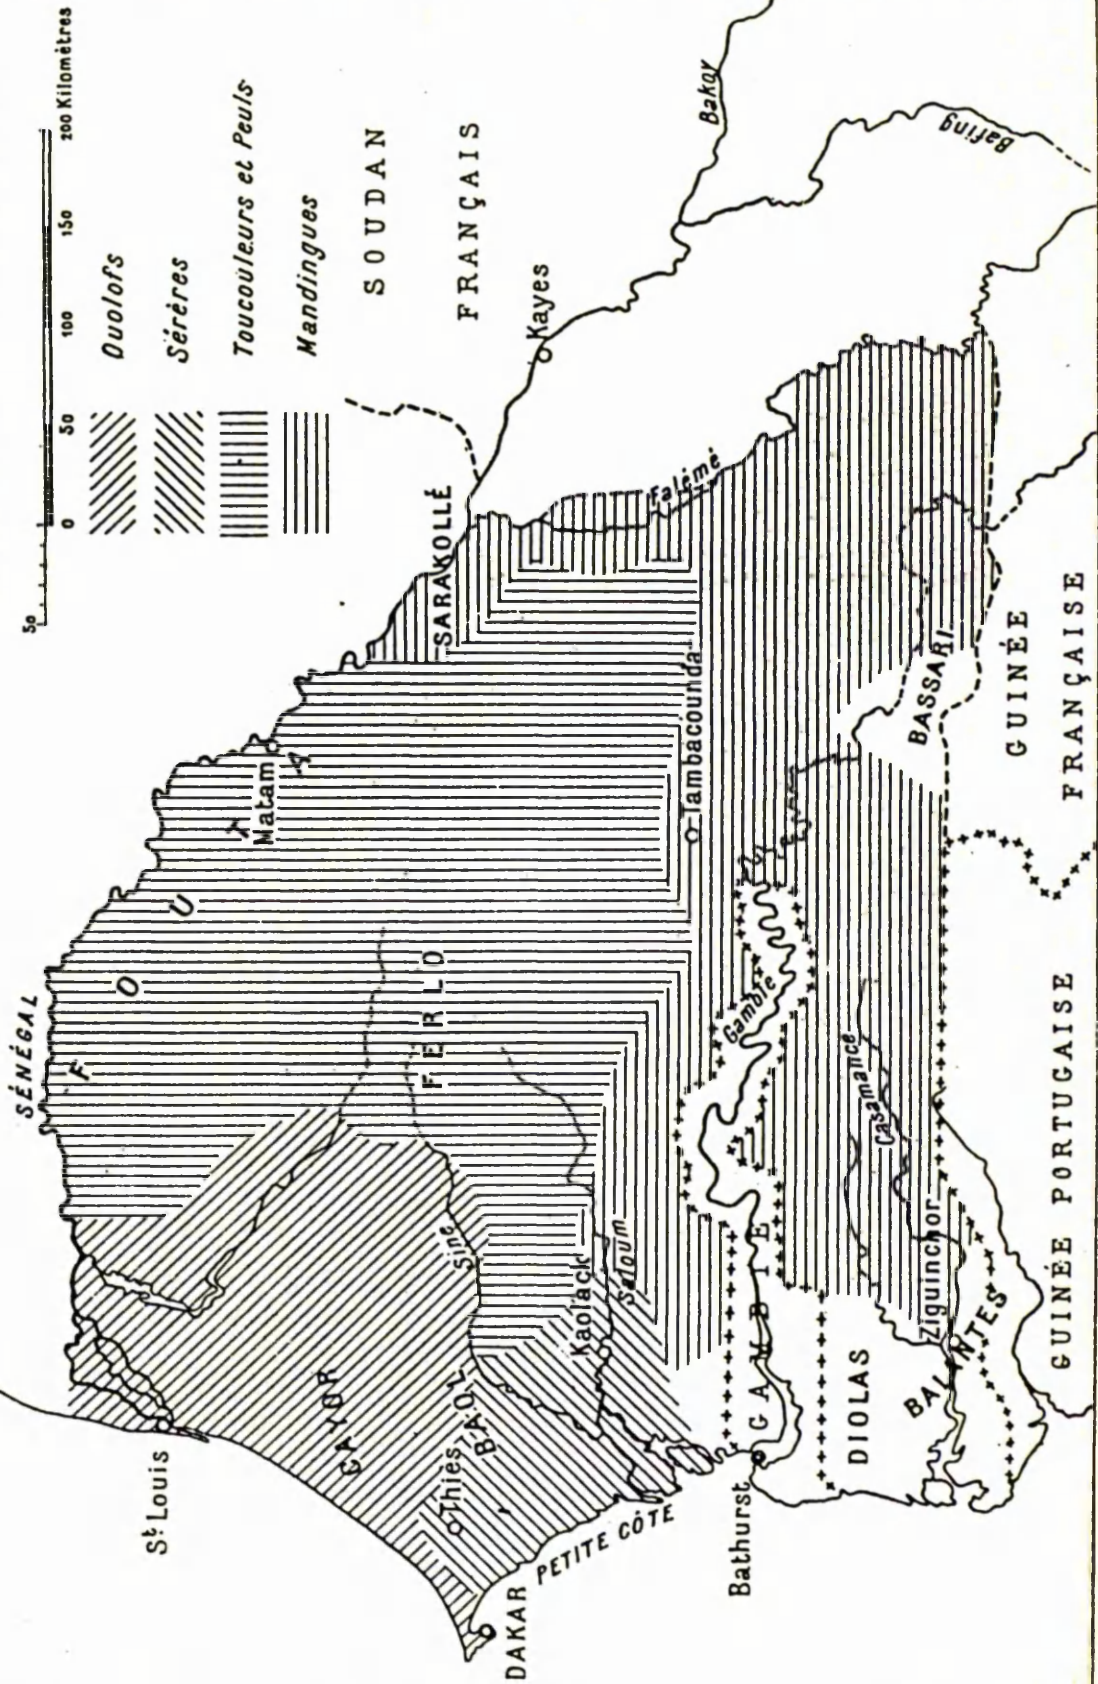 SÉNÉGAL
50 0 50 100 150 200 Kilomètres
Ouolofs
Sérères
Toucouleurs et Peuls
Mandingues
St Louis
FOUTA
Matam
CAYOR
FERLO
SOUDAN
FRANÇAIS
SARAKOLLÉ
Thiès
BAOL
Sine
Kayes
DAKAR
PETITE CÔTE
Kaolack
Saloum
Falémé
Tambacounda
Bakoy
Bathurst
GAMBIE
Gambie
DIOLAS
Casamance
Ziguinchor
BALANTES
BASSARI
Bafing
GUINÉE
FRANÇAISE
GUINÉE PORTUGAISE